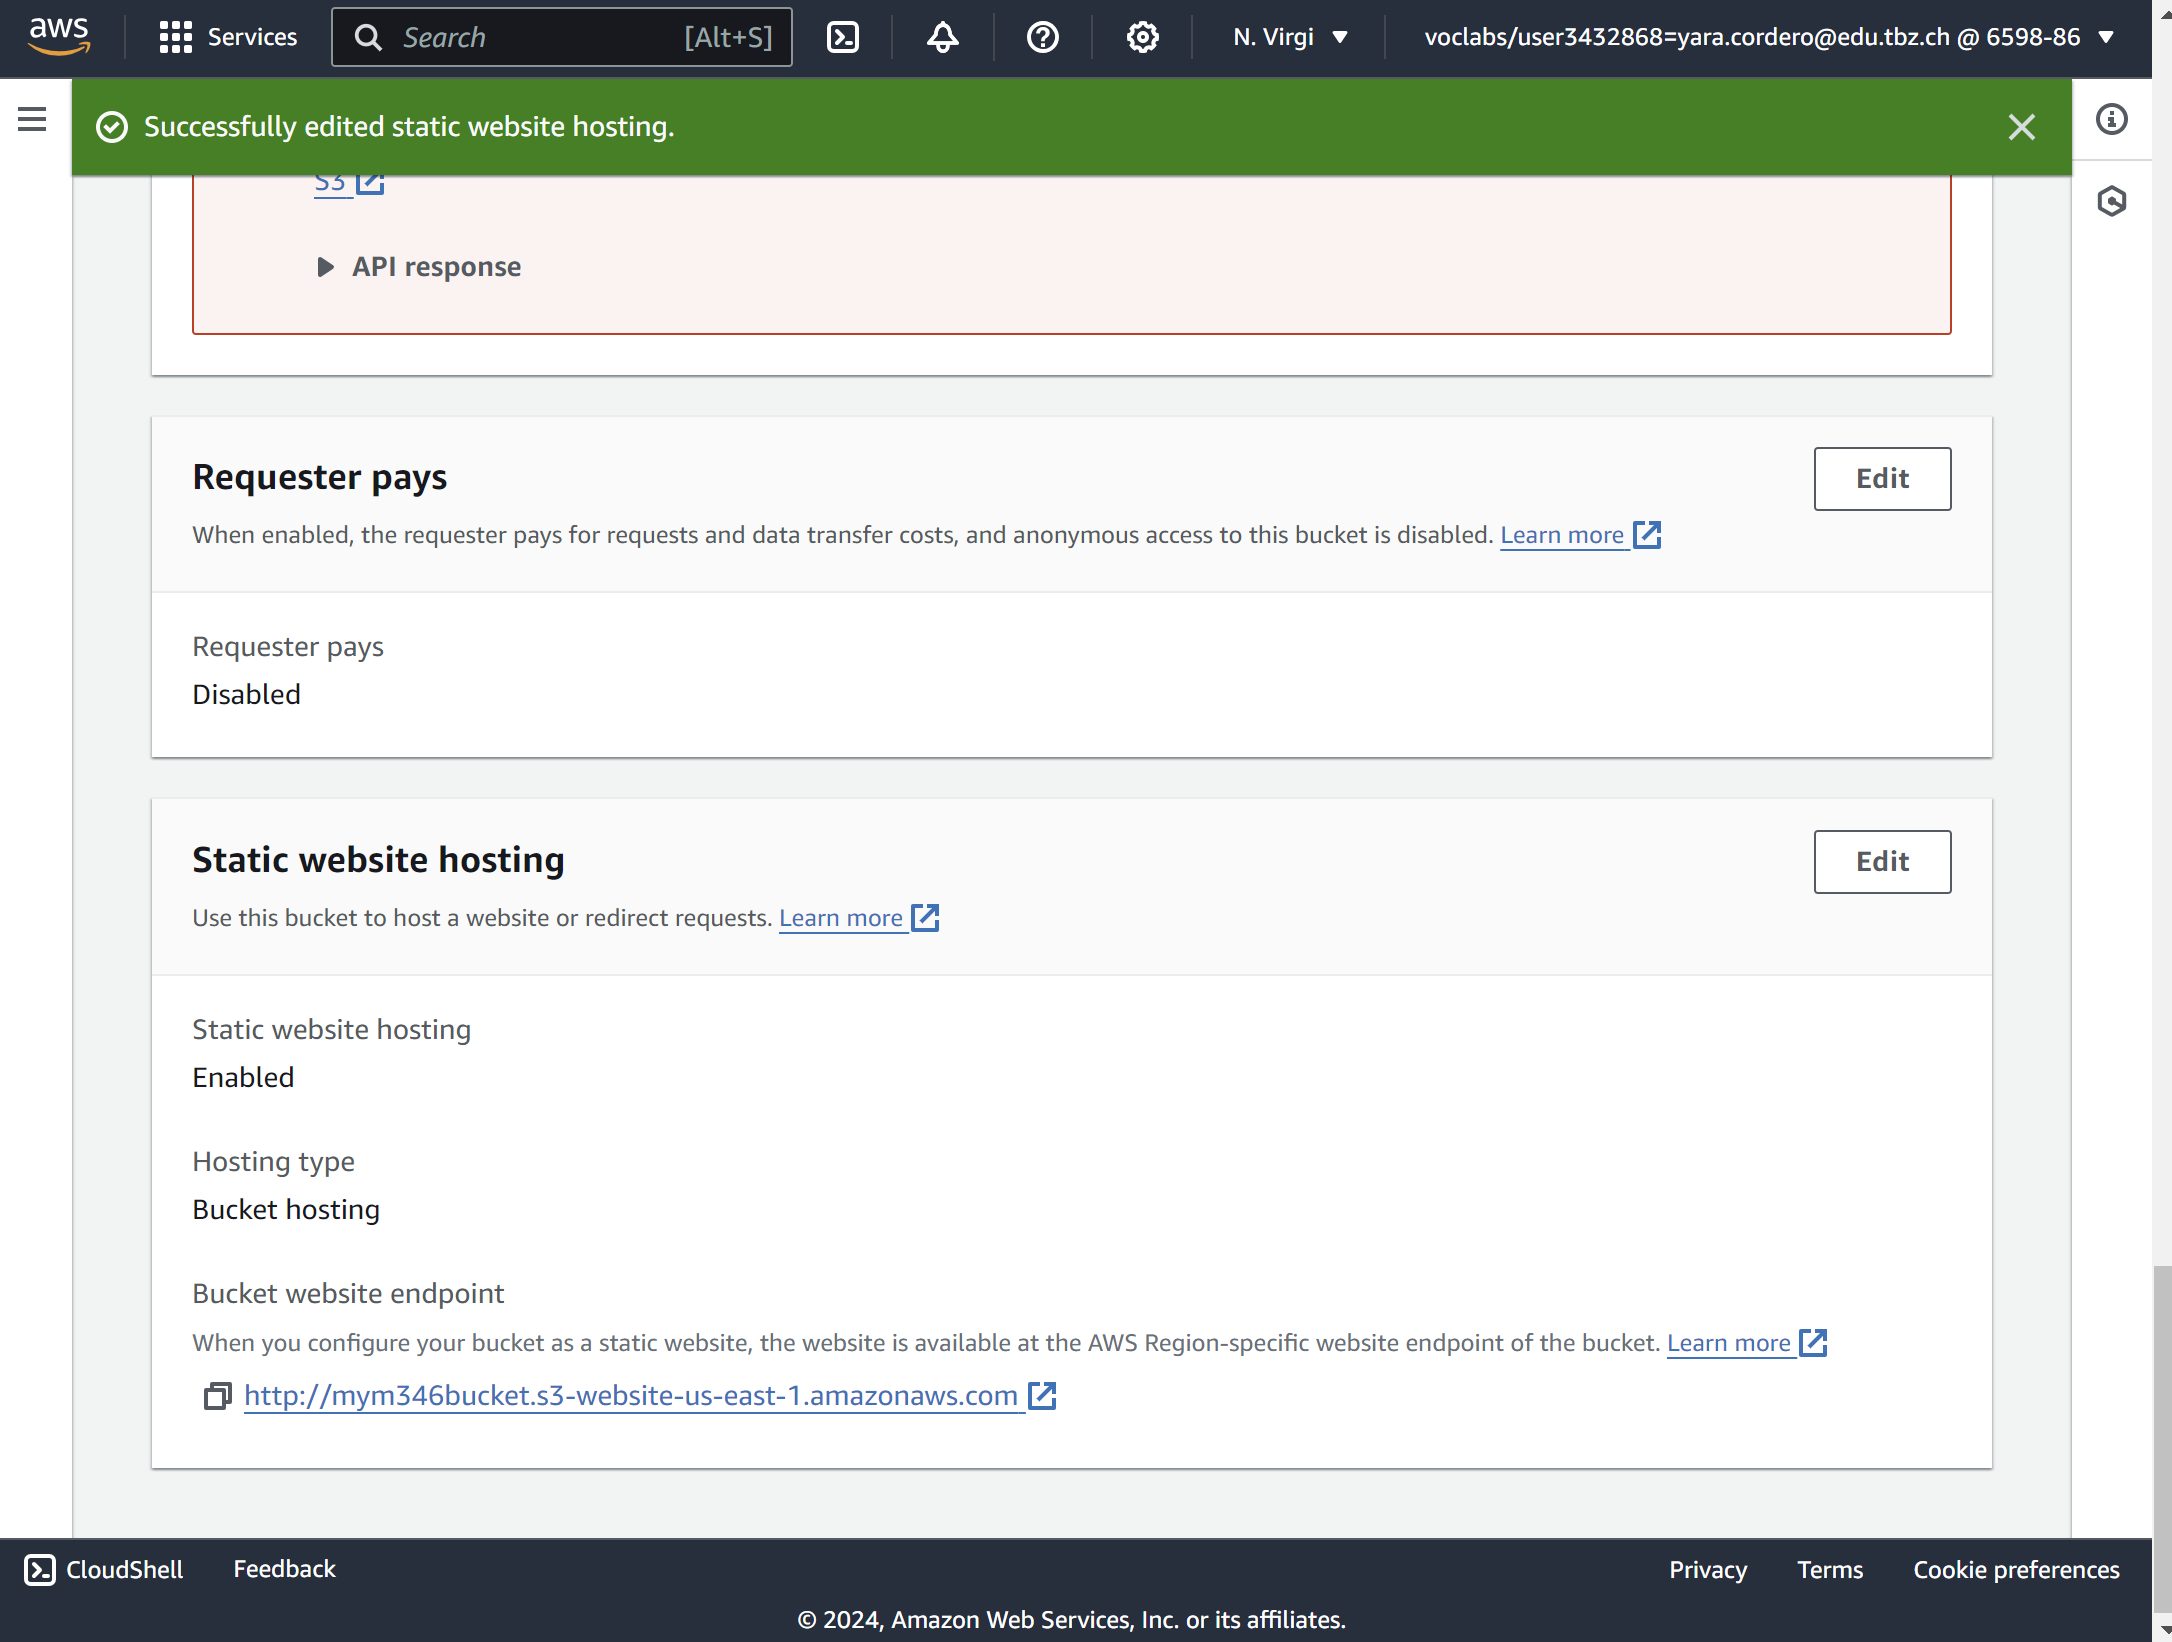 aws
Services
Search [Alt+S]
N. Virgi
voclabs/user3432868=yara.cordero@edu.tbz.ch @ 6598-86
Successfully edited static website hosting.
S3
API response
Requester pays
Edit
When enabled, the requester pays for requests and data transfer costs, and anonymous access to this bucket is disabled. Learn more
Requester pays
Disabled
Static website hosting
Edit
Use this bucket to host a website or redirect requests. Learn more
Static website hosting
Enabled
Hosting type
Bucket hosting
Bucket website endpoint
When you configure your bucket as a static website, the website is available at the AWS Region-specific website endpoint of the bucket. Learn more
http://mym346bucket.s3-website-us-east-1.amazonaws.com
CloudShell
Feedback
Privacy
Terms
Cookie preferences
© 2024, Amazon Web Services, Inc. or its affiliates.